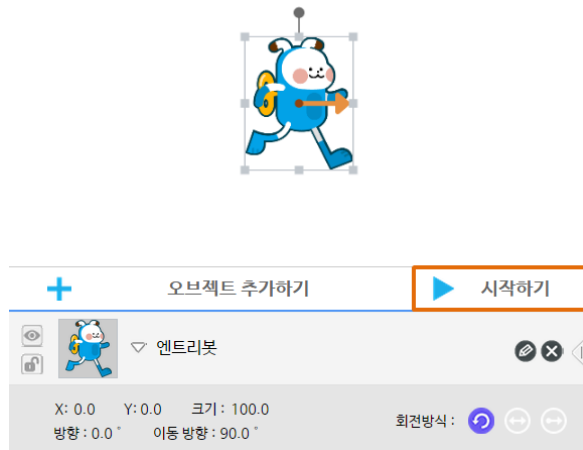 오브젝트 추가하기
시작하기
엔트리봇
X: 0.0 Y: 0.0 크기 : 100.0
방향 : 0.0˚ 이동 방향 : 90.0˚ 회전방식 :